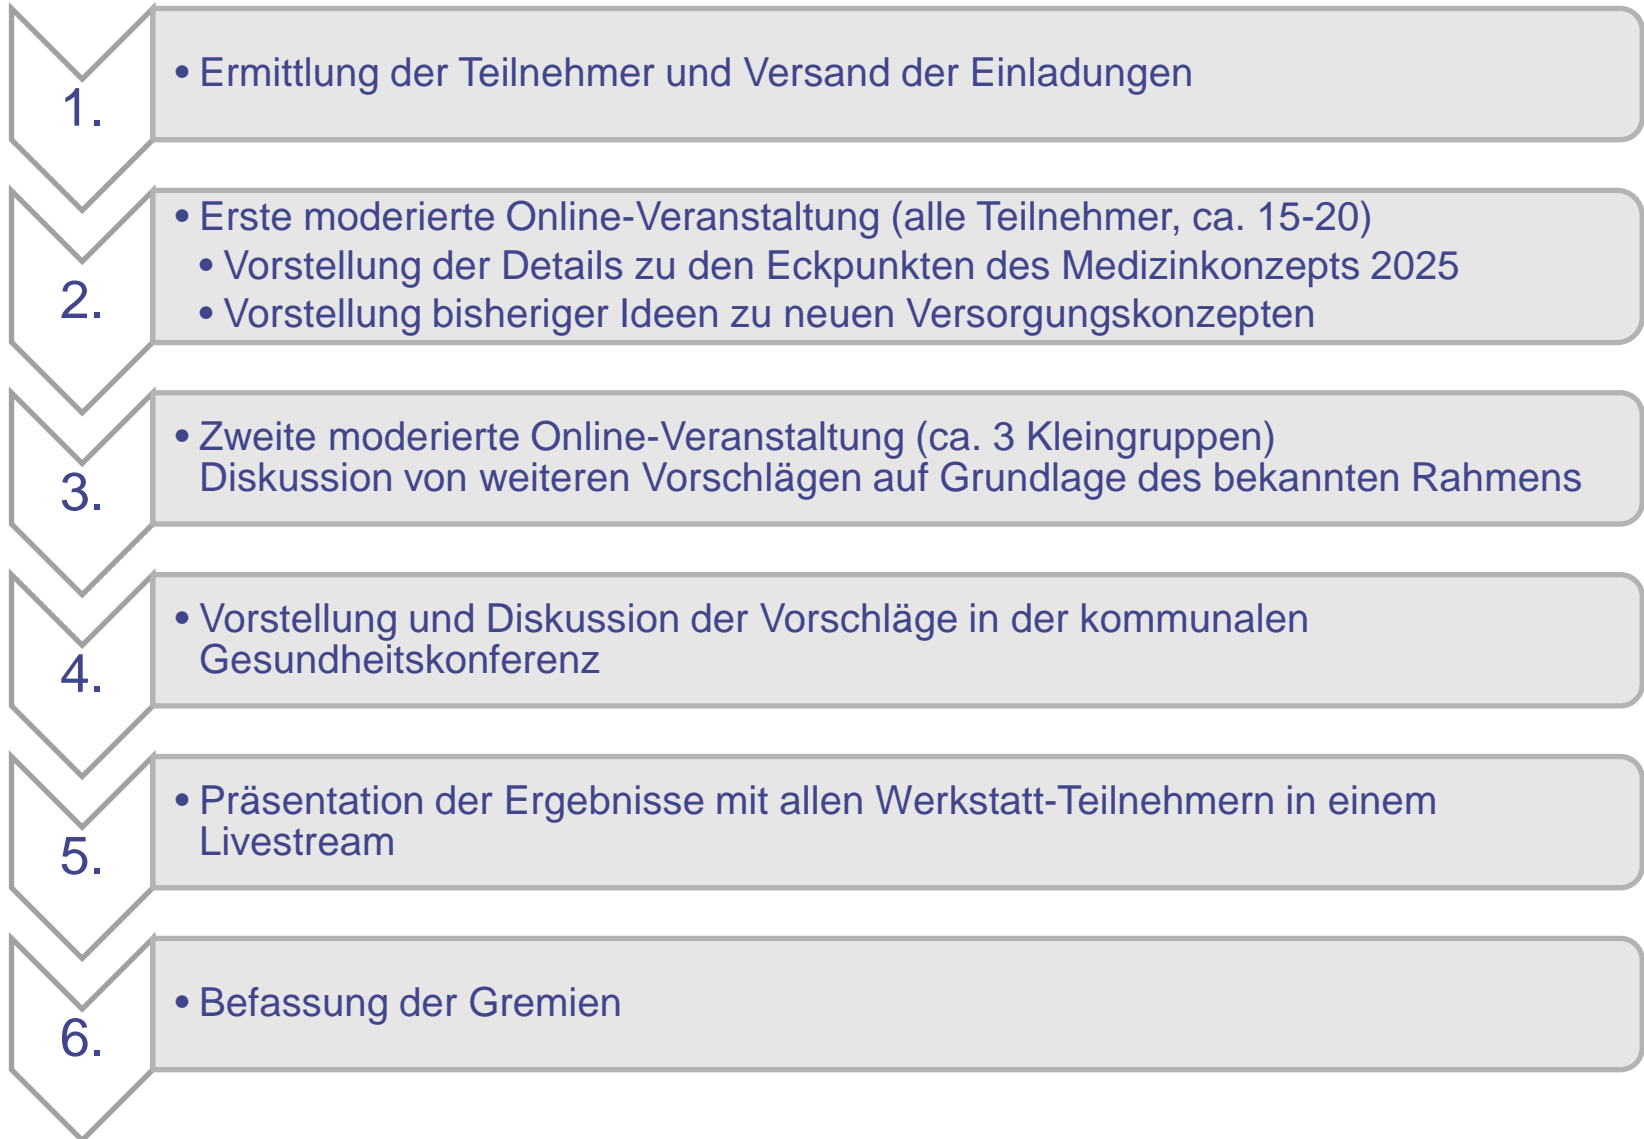 1.
• Ermittlung der Teilnehmer und Versand der Einladungen
2.
• Erste moderierte Online-Veranstaltung (alle Teilnehmer, ca. 15-20)
• Vorstellung der Details zu den Eckpunkten des Medizinkonzepts 2025
• Vorstellung bisheriger Ideen zu neuen Versorgungskonzepten
3.
• Zweite moderierte Online-Veranstaltung (ca. 3 Kleingruppen)
Diskussion von weiteren Vorschlägen auf Grundlage des bekannten Rahmens
4.
• Vorstellung und Diskussion der Vorschläge in der kommunalen
Gesundheitskonferenz
5.
• Präsentation der Ergebnisse mit allen Werkstatt-Teilnehmern in einem
Livestream
6.
• Befassung der Gremien